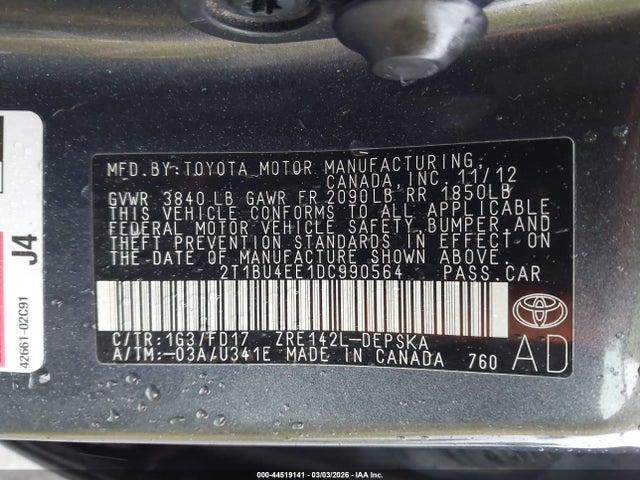 MFD.BY:TOYOTA MOTOR MANUFACTURING,
CANADA,INC. 11/12
GVWR 3840 LB GAWR FR 2090LB RR 1850LB
THIS VEHICLE CONFORMS TO ALL APPLICABLE
FEDERAL MOTOR VEHICLE SAFETY,BUMPER,AND
THEFT PREVENTION STANDARDS IN EFFECT ON
THE DATE OF MANUFACTURE SHOWN ABOVE.
2T1BU4EE1DC990564 PASS.CAR
C/TR:1G3/FD17 ZRE142L-DEPSKA
A/TM:-03A/U341E MADE IN CANADA 760
AD
J4
42661-02C91
000-44519141 - 03/03/2026 - IAA Inc.